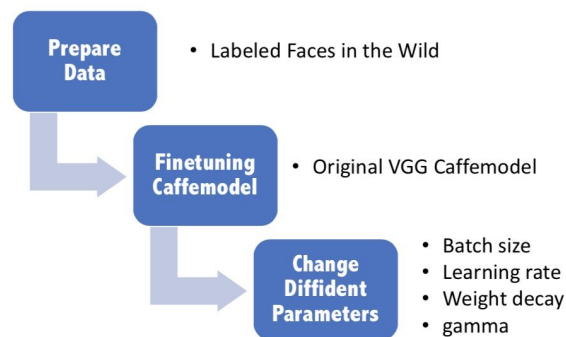 Prepare
Data
• Labeled Faces in the Wild
Finetuning
Caffemodel
• Original VGG Caffemodel
Change
Diffident
Parameters
• Batch size
• Learning rate
• Weight decay
• gamma